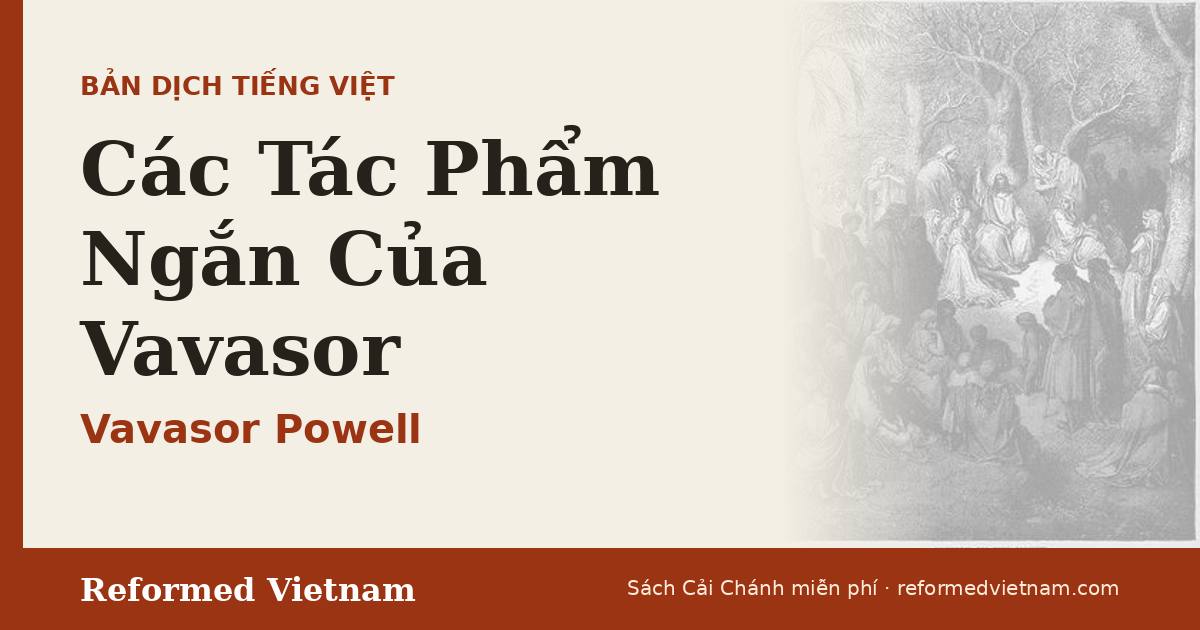 BẢN DỊCH TIẾNG VIỆT
Các Tác Phẩm
Ngắn Của
Vavasor
Vavasor Powell
Reformed Vietnam
Sách Cải Chánh miễn phí · reformedvietnam.com